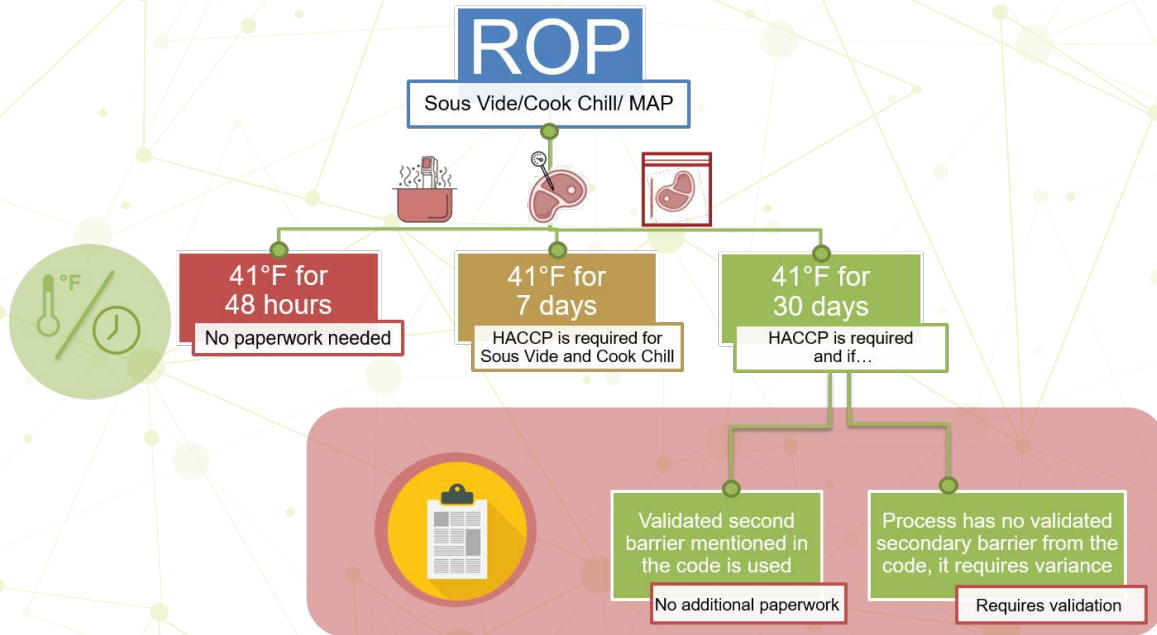 ROP
Sous Vide/Cook Chill/ MAP
°F
41°F for
48 hours
No paperwork needed
41°F for
7 days
HACCP is required for
Sous Vide and Cook Chill
41°F for
30 days
HACCP is required
and if…
Validated second
barrier mentioned in
the code is used
No additional paperwork
Process has no validated
secondary barrier from the
code, it requires variance
Requires validation